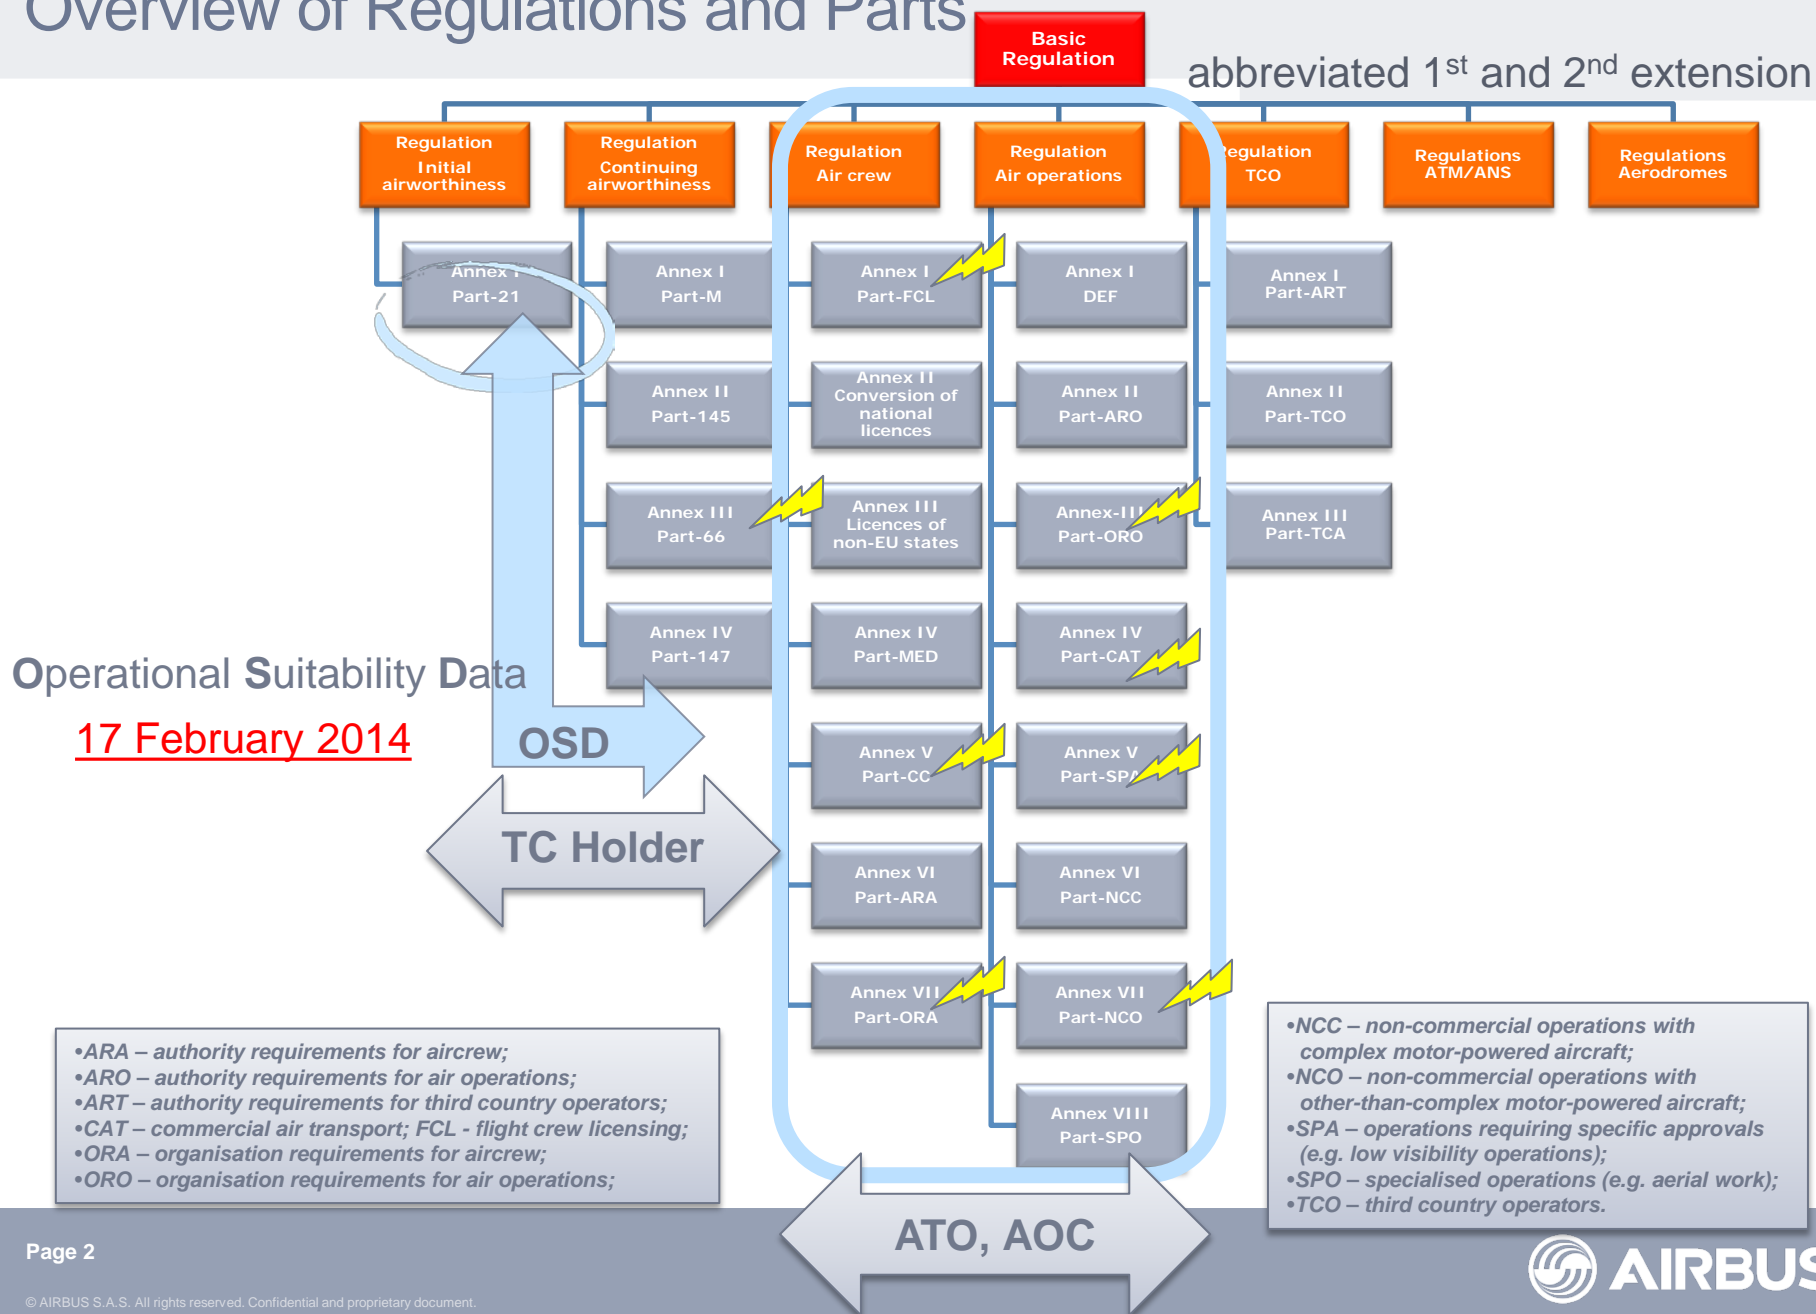 Overview of Regulations and Parts
Basic
Regulation
abbreviated 1st and 2nd extension
Regulation
Initial
airworthiness
Regulation
Continuing
airworthiness
Regulation
Air crew
Regulation
Air operations
Regulation
TCO
Regulations
ATM/ANS
Regulations
Aerodromes
Annex I
Part-21
Annex I
Part-M
Annex I
Part-FCL
Annex I
DEF
Annex I
Part-ART
Annex II
Part-145
Annex II
Conversion of
national
licences
Annex II
Part-ARO
Annex II
Part-TCO
Annex III
Part-66
Annex III
Licences of
non-EU states
Annex-III
Part-ORO
Annex III
Part-TCA
Annex IV
Part-147
Annex IV
Part-MED
Annex IV
Part-CAT
Operational Suitability Data
17 February 2014
OSD
Annex V
Part-CC
Annex V
Part-SPA
TC Holder
Annex VI
Part-ARA
Annex VI
Part-NCC
Annex VII
Part-ORA
Annex VII
Part-NCO
Annex VIII
Part-SPO
•ARA – authority requirements for aircrew;
•ARO – authority requirements for air operations;
•ART – authority requirements for third country operators;
•CAT – commercial air transport; FCL - flight crew licensing;
•ORA – organisation requirements for aircrew;
•ORO – organisation requirements for air operations;
•NCC – non-commercial operations with
complex motor-powered aircraft;
•NCO – non-commercial operations with
other-than-complex motor-powered aircraft;
•SPA – operations requiring specific approvals
(e.g. low visibility operations);
•SPO – specialised operations (e.g. aerial work);
•TCO – third country operators.
ATO, AOC
Page 2
AIRBUS
© AIRBUS S.A.S. All rights reserved. Confidential and proprietary document.